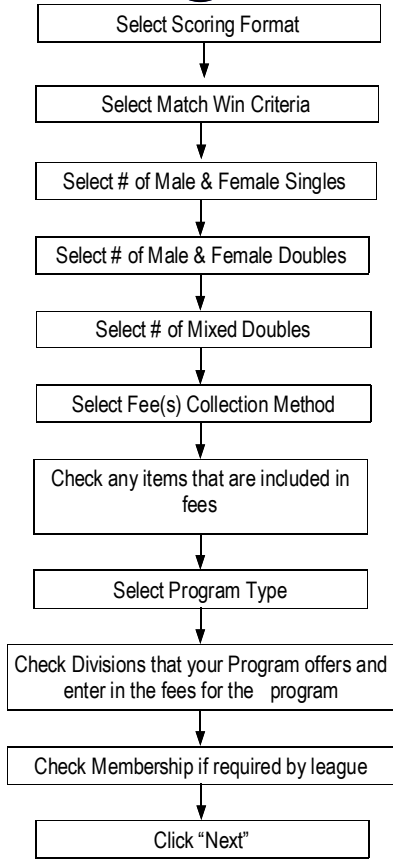 Select Scoring Format
Select Match Win Criteria
Select # of Male & Female Singles
Select # of Male & Female Doubles
Select # of Mixed Doubles
Select Fee(s) Collection Method
Check any items that are included in
fees
Select Program Type
Check Divisions that your Program offers and
enter in the fees for the program
Check Membership if required by league
Click “Next”